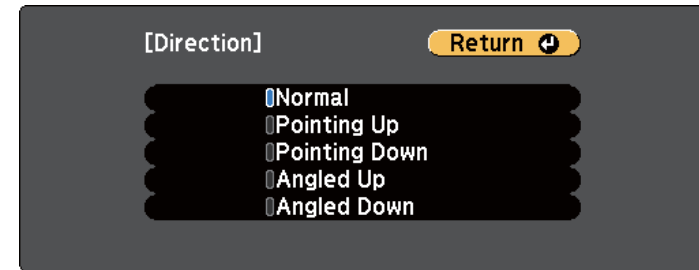 [Direction] Return
Normal
Pointing Up
Pointing Down
Angled Up
Angled Down